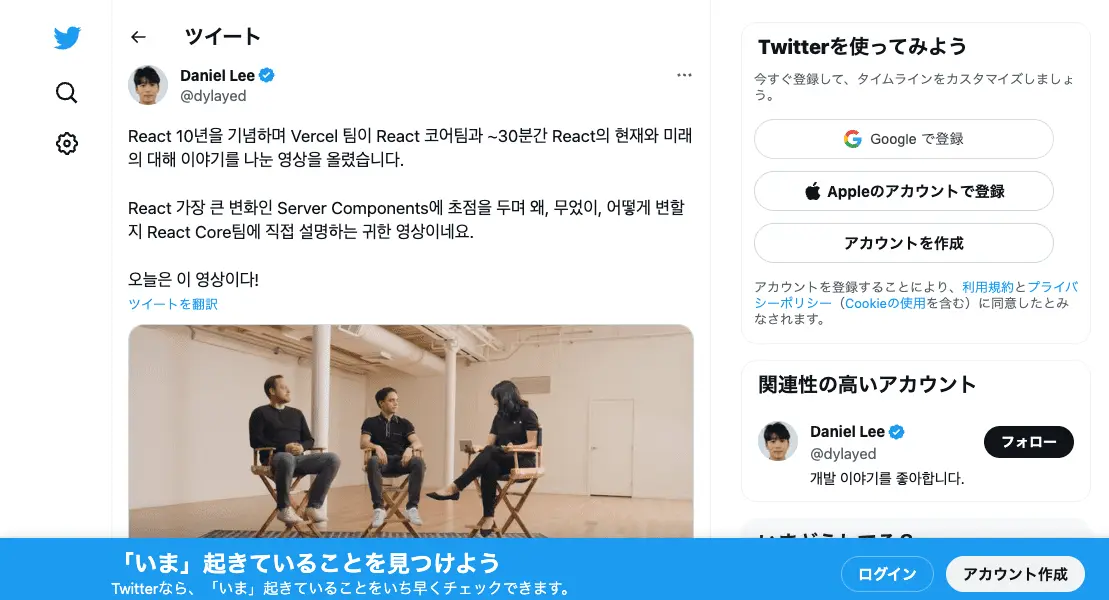 ツイート
Daniel Lee
@dylayed
React 10년을 기념하며 Vercel 팀이 React 코어팀과 ~30분간 React의 현재와 미래
의 대해 이야기를 나눈 영상을 올렸습니다.
React 가장 큰 변화인 Server Components에 초점을 두며 왜, 무었이, 어떻게 변할
지 React Core팀에 직접 설명하는 귀한 영상이네요.
오늘은 이 영상이다!
ツイートを翻訳
Twitterを使ってみよう
今すぐ登録して、タイムラインをカスタマイズしましょ
う。
Google で登録
Appleのアカウントで登録
アカウントを作成
アカウントを登録することにより、利用規約とプライバ
シーポリシー（Cookieの使用を含む）に同意したとみ
なされます。
関連性の高いアカウント
Daniel Lee
@dylayed
フォロー
개발 이야기를 좋아합니다.
「いま」起きていることを見つけよう
Twitterなら、「いま」起きていることをいち早くチェックできます。
ログイン
アカウント作成